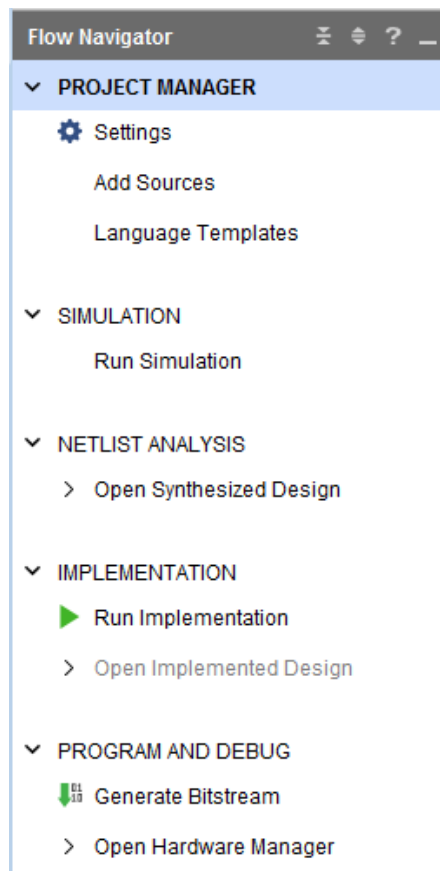 Flow Navigator ?
PROJECT MANAGER
Settings
Add Sources
Language Templates
SIMULATION
Run Simulation
NETLIST ANALYSIS
Open Synthesized Design
IMPLEMENTATION
Run Implementation
Open Implemented Design
PROGRAM AND DEBUG
Generate Bitstream
Open Hardware Manager